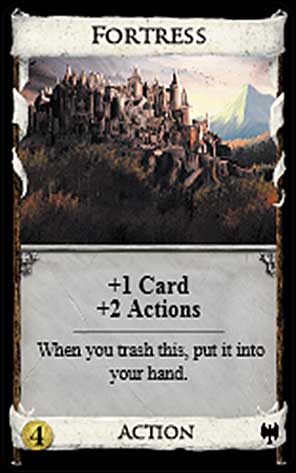 FORTRESS
+1 Card
+2 Actions
When you trash this, put it into
your hand.
4 ACTION